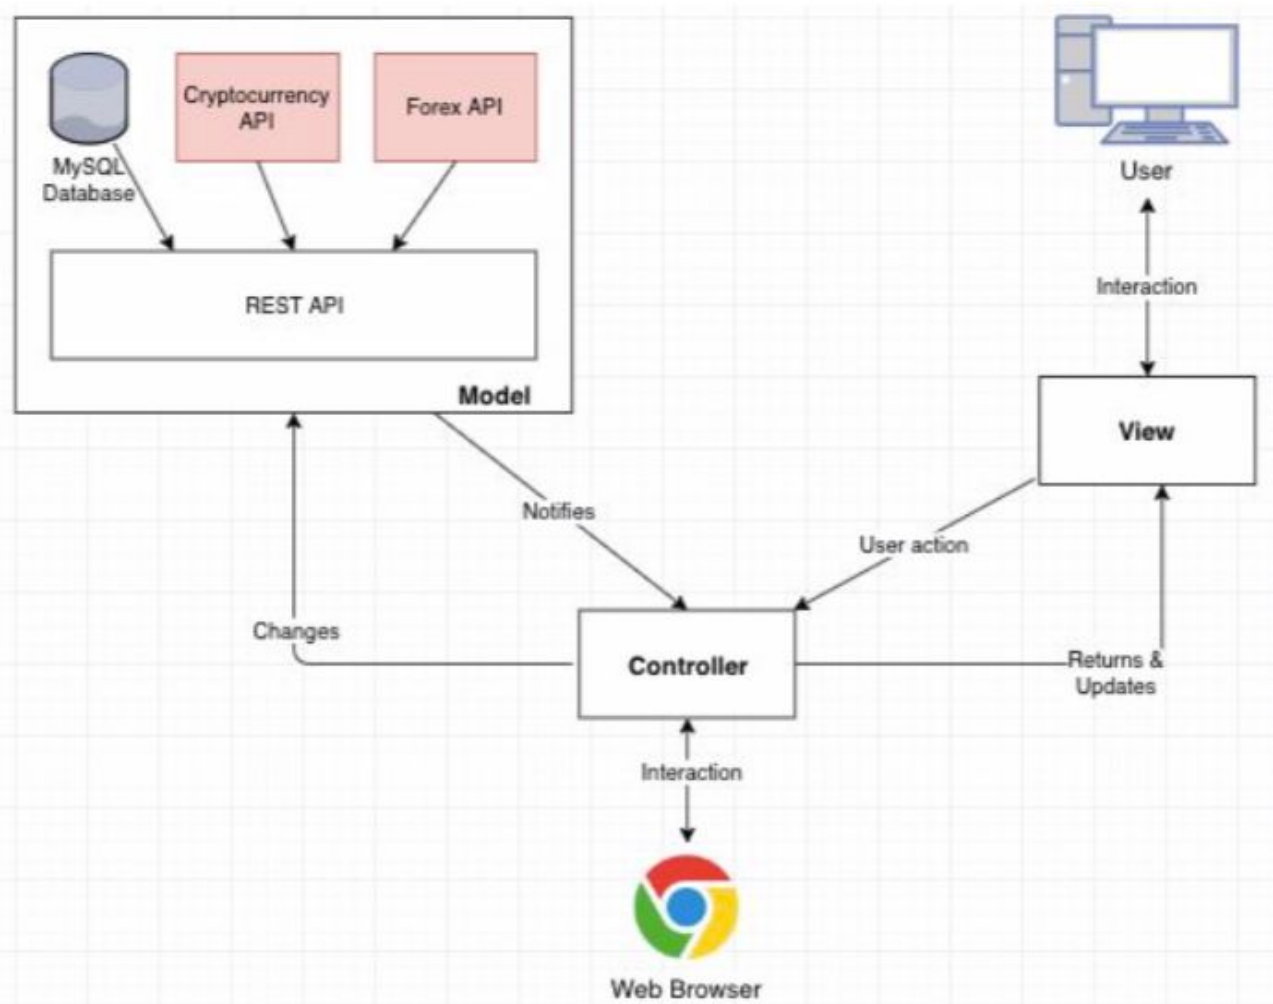 Cryptocurrency
API
Forex API
MySQL
Database
User
REST API
Model
Interaction
View
Notifies
User action
Changes
Controller
Returns &
Updates
Interaction
Web Browser